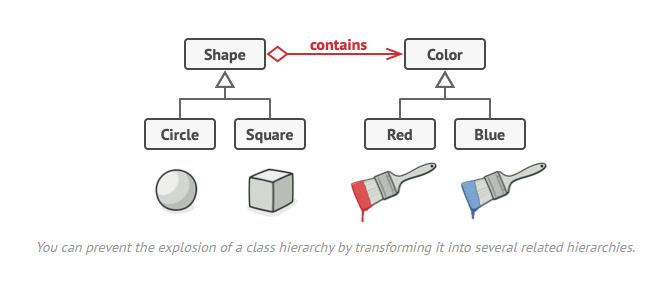 contains
Shape
Color
Circle
Square
Red
Blue
You can prevent the explosion of a class hierarchy by transforming it into several related hierarchies.